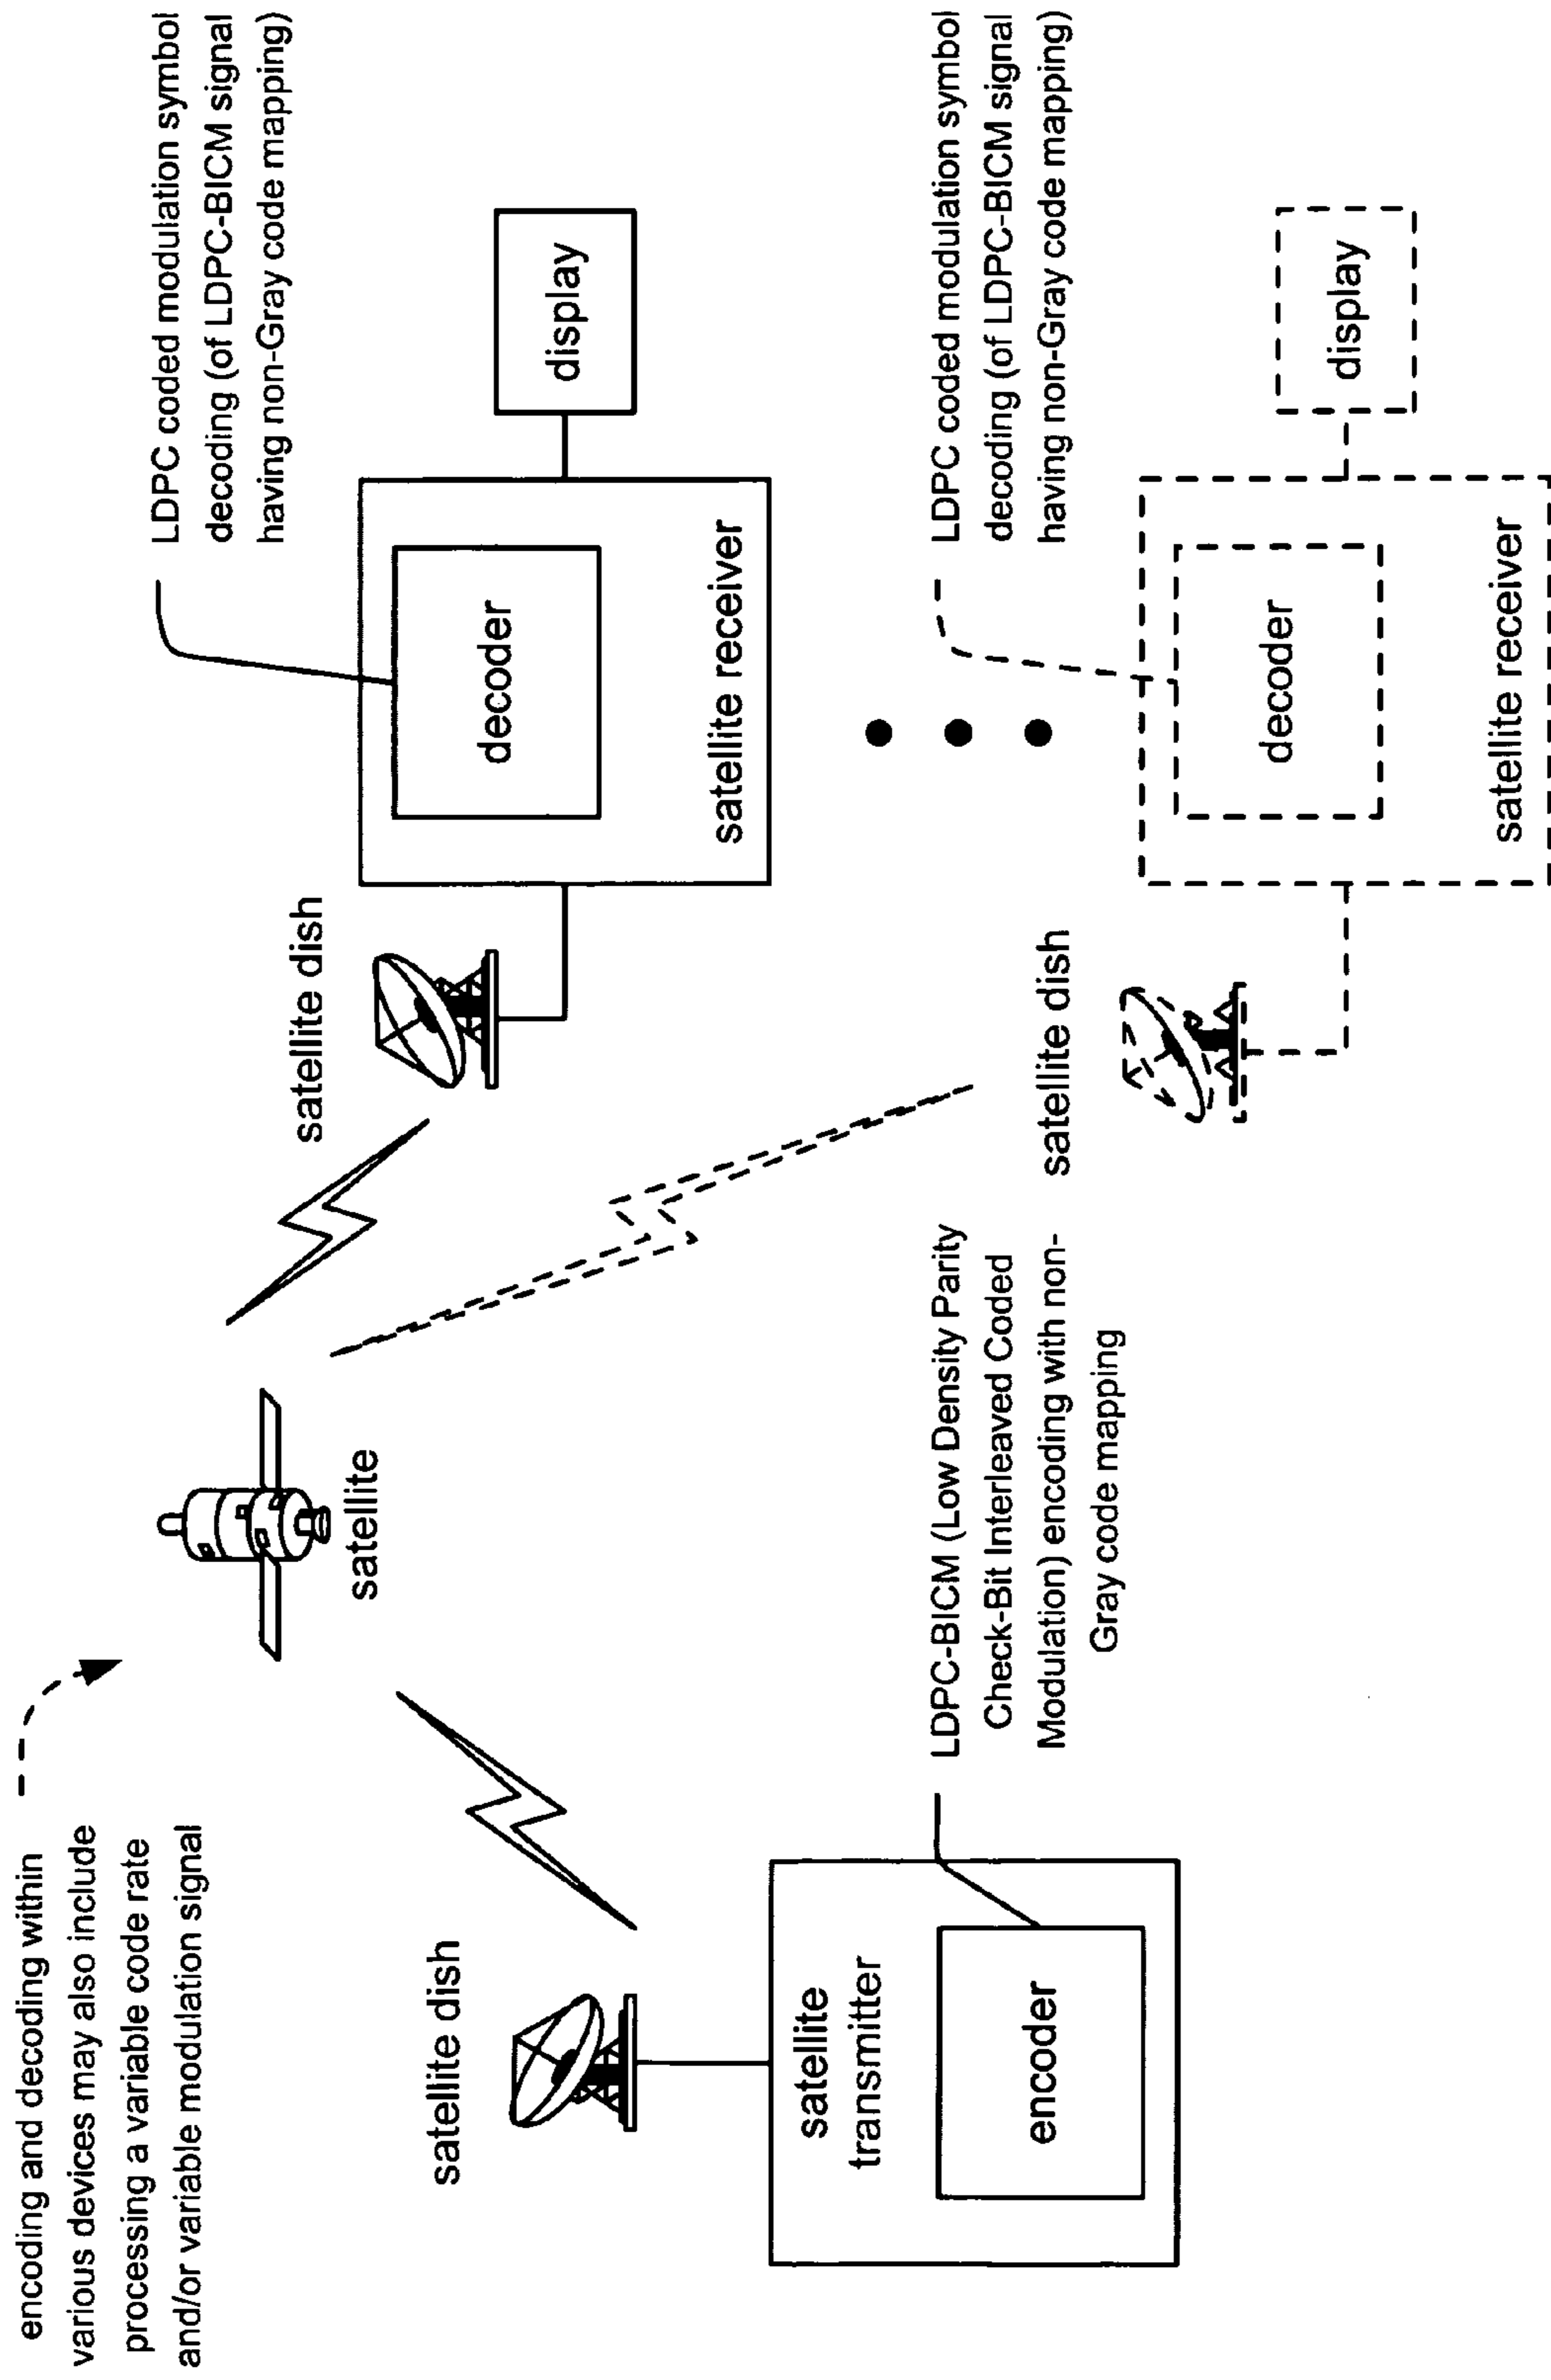 encoding and decoding within
various devices may also include
processing a variable code rate
and/or variable modulation signal
satellite
satellite dish
satellite
transmitter
encoder
LDPC-BICM (Low Density Parity
Check-Bit Interleaved Coded
Modulation) encoding with non-
Gray code mapping
satellite dish
LDPC coded modulation symbol
decoding (of LDPC-BICM signal
having non-Gray code mapping)
decoder
satellite receiver
display
satellite dish
LDPC coded modulation symbol
decoding (of LDPC-BICM signal
having non-Gray code mapping)
decoder
satellite receiver
display